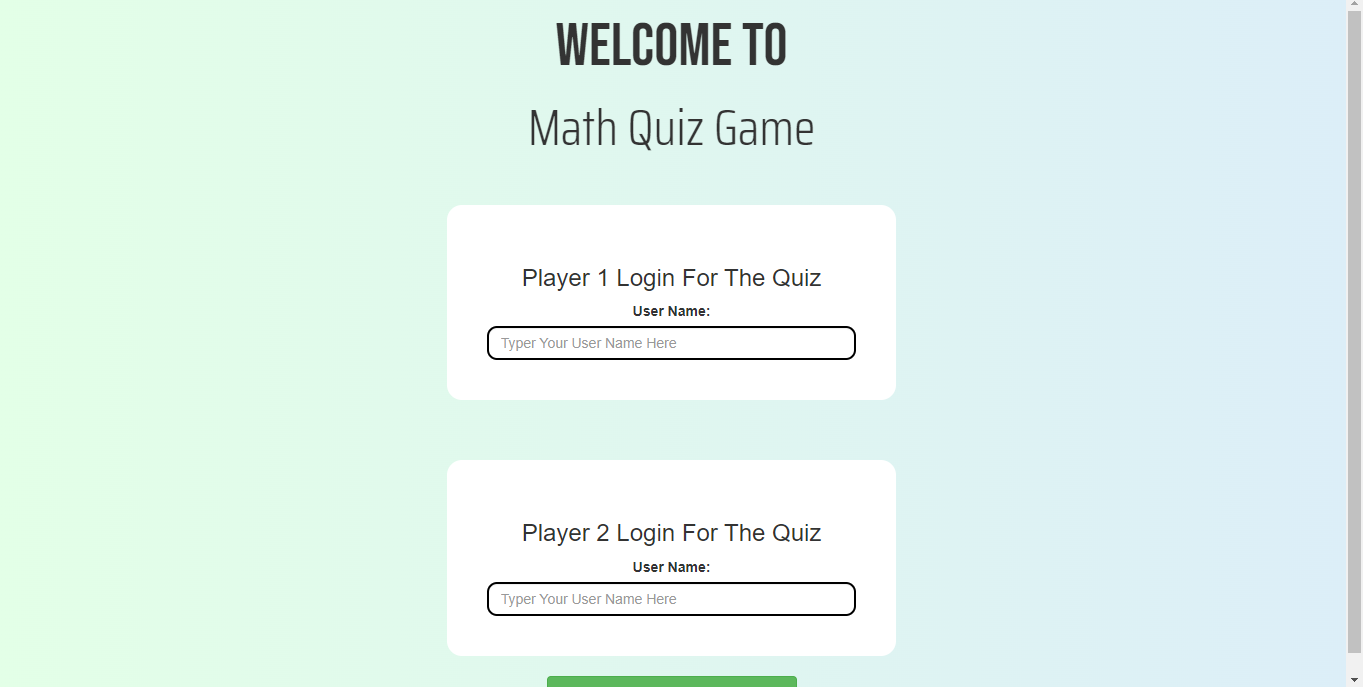 WELCOME TO
Math Quiz Game
Player 1 Login For The Quiz
User Name:
Typer Your User Name Here
Player 2 Login For The Quiz
User Name:
Typer Your User Name Here